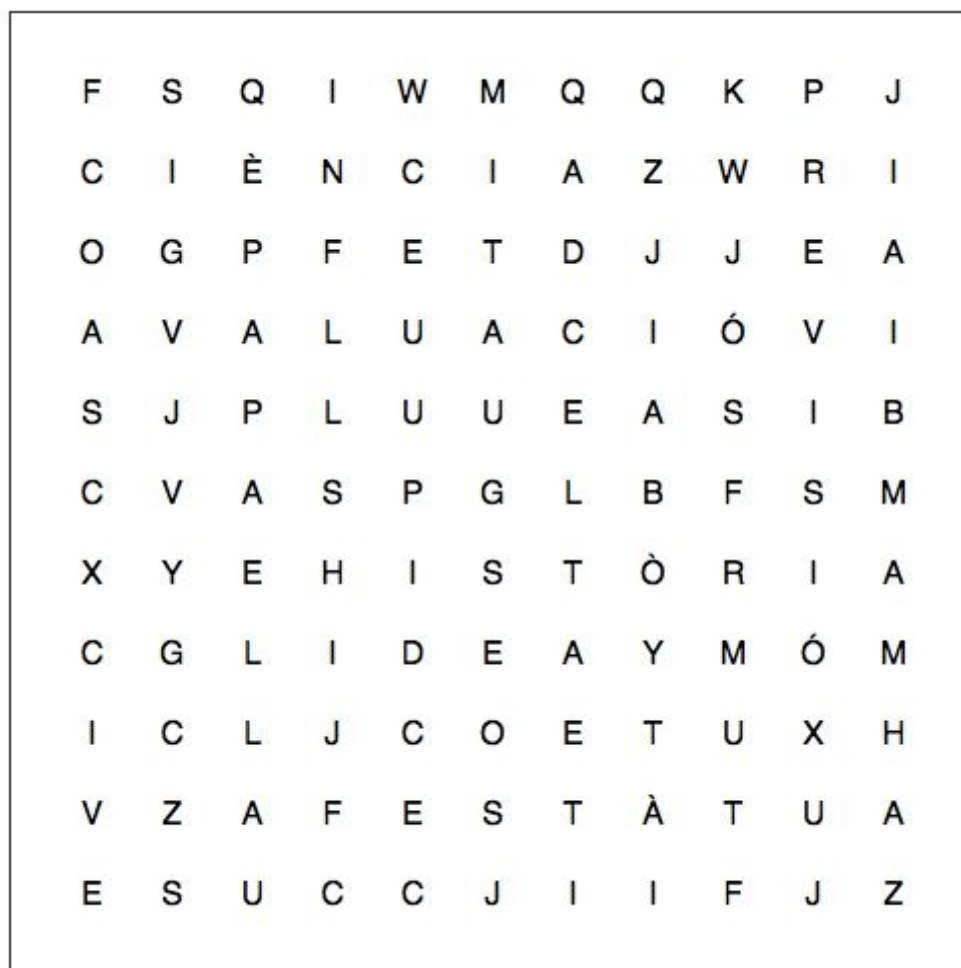 F S Q I W M Q Q K P J
C I È N C I A Z W R I
O G P F E T D J J E A
A V A L U A C I Ó V I
S J P L U U E A S I B
C V A S P G L B F S M
X Y E H I S T Ò R I A
C G L I D E A Y M Ó M
I C L J C O E T U X H
V Z A F E S T À T U A
E S U C C J I I F J Z